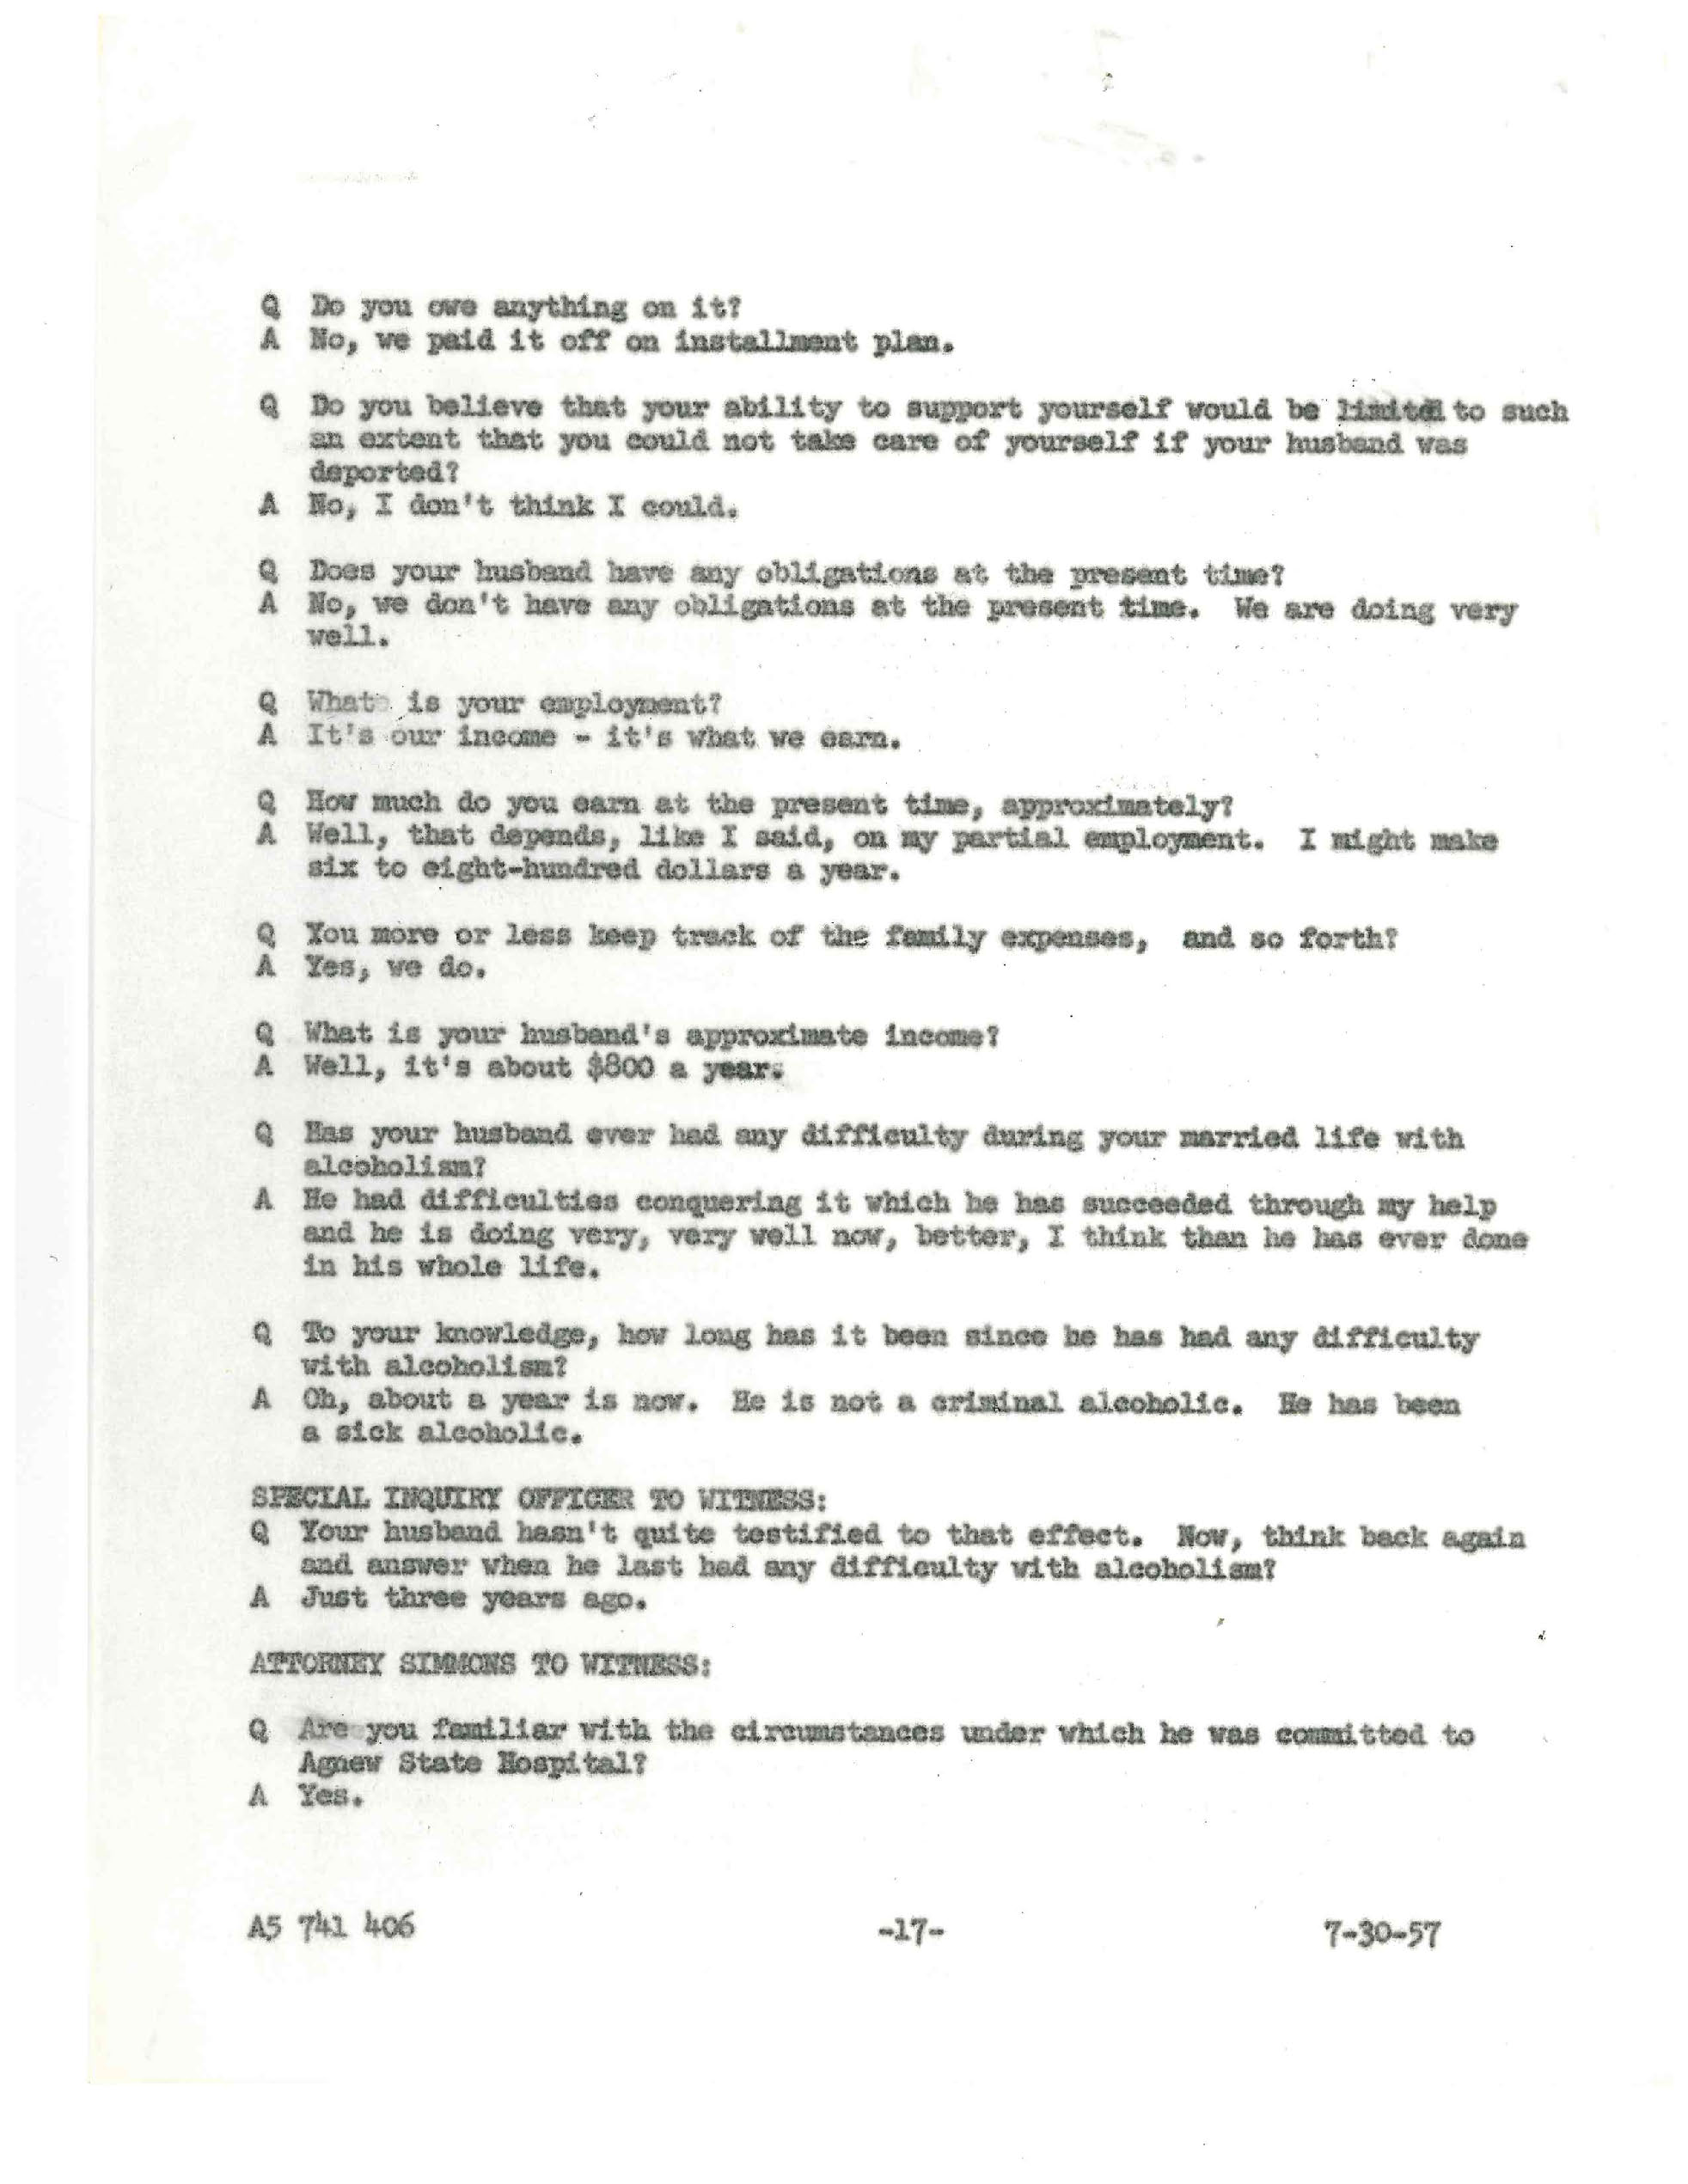 Q Do you owe anything on it?
A No, we paid it off on installment plan.
Q Do you believe that your ability to support yourself would be limited to such
an extent that you could not take care of yourself if your husband was
deported?
A No, I don't think I could.
Q Does your husband have any obligations at the present time?
A No, we don't have any obligations at the present time. We are doing very
well.
Q What is your employment?
A It's our income - it's what we earn.
Q How much do you earn at the present time, approximately?
A Well, that depends, like I said, on my partial employment. I might make
six to eight-hundred dollars a year.
Q You more or less keep track of the family expenses, and so forth?
A Yes, we do.
Q What is your husband's approximate income?
A Well, it's about $800 a year.
Q Has your husband ever had any difficulty during your married life with
alcoholism?
A He had difficulties conquering it which he has succeeded through my help
and he is doing very, very well now, better, I think than he has ever done
in his whole life.
Q To your knowledge, how long has it been since he has had any difficulty
with alcoholism?
A Oh, about a year is now. He is not a criminal alcoholic. He has been
a sick alcoholic.
SPECIAL INQUIRY OFFICER TO WITNESS:
Q Your husband hasn't quite testified to that effect. Now, think back again
and answer when he last had any difficulty with alcoholism?
A Just three years ago.
ATTORNEY SIMMONS TO WITNESS:
Q Are you familiar with the circumstances under which he was committed to
Agnew State Hospital?
A Yes.
A5 741 406 -17- 7-30-57